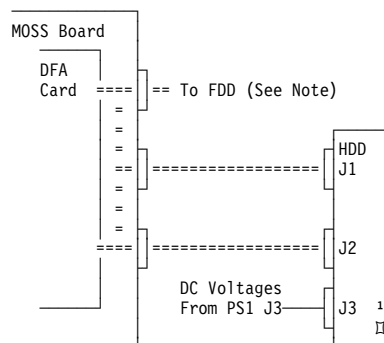 MOSS Board
DFA
Card
To FDD (See Note)
HDD
J1
J2
DC Voltages
From PS1 J3
J3
1